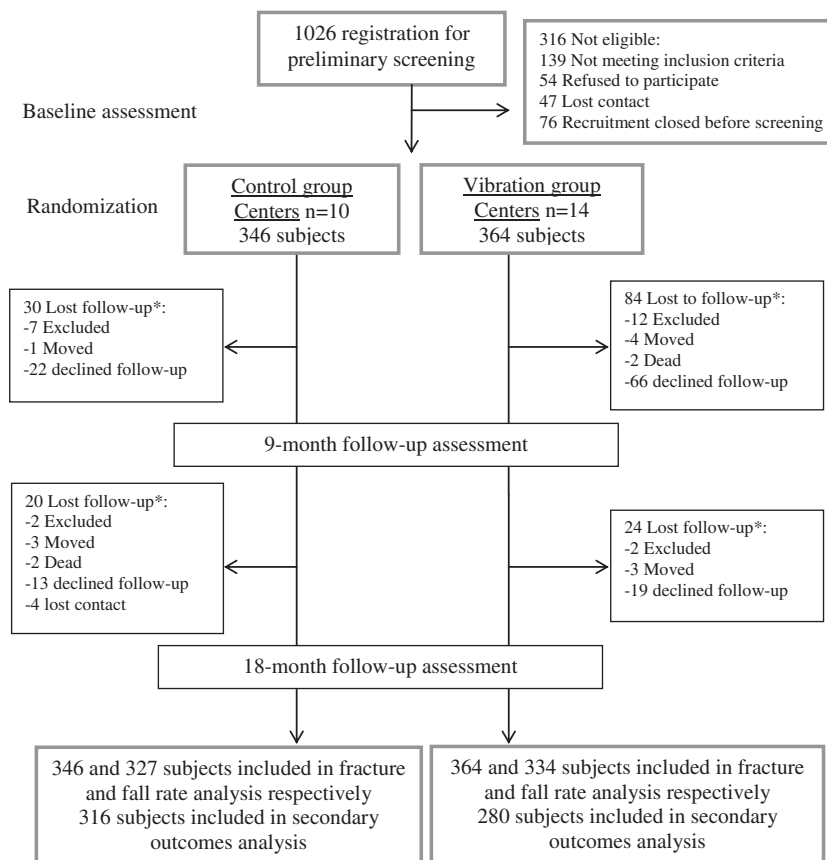 1026 registration for
preliminary screening
316 Not eligible:
139 Not meeting inclusion criteria
54 Refused to participate
47 Lost contact
76 Recruitment closed before screening
Baseline assessment
Randomization
Control group
Centers n=10
346 subjects
Vibration group
Centers n=14
364 subjects
30 Lost follow-up*:
-7 Excluded
-1 Moved
-22 declined follow-up
84 Lost to follow-up*:
-12 Excluded
-4 Moved
-2 Dead
-66 declined follow-up
9-month follow-up assessment
20 Lost follow-up*:
-2 Excluded
-3 Moved
-2 Dead
-13 declined follow-up
-4 lost contact
24 Lost follow-up*:
-2 Excluded
-3 Moved
-19 declined follow-up
18-month follow-up assessment
346 and 327 subjects included in fracture
and fall rate analysis respectively
316 subjects included in secondary
outcomes analysis
364 and 334 subjects included in fracture
and fall rate analysis respectively
280 subjects included in secondary
outcomes analysis